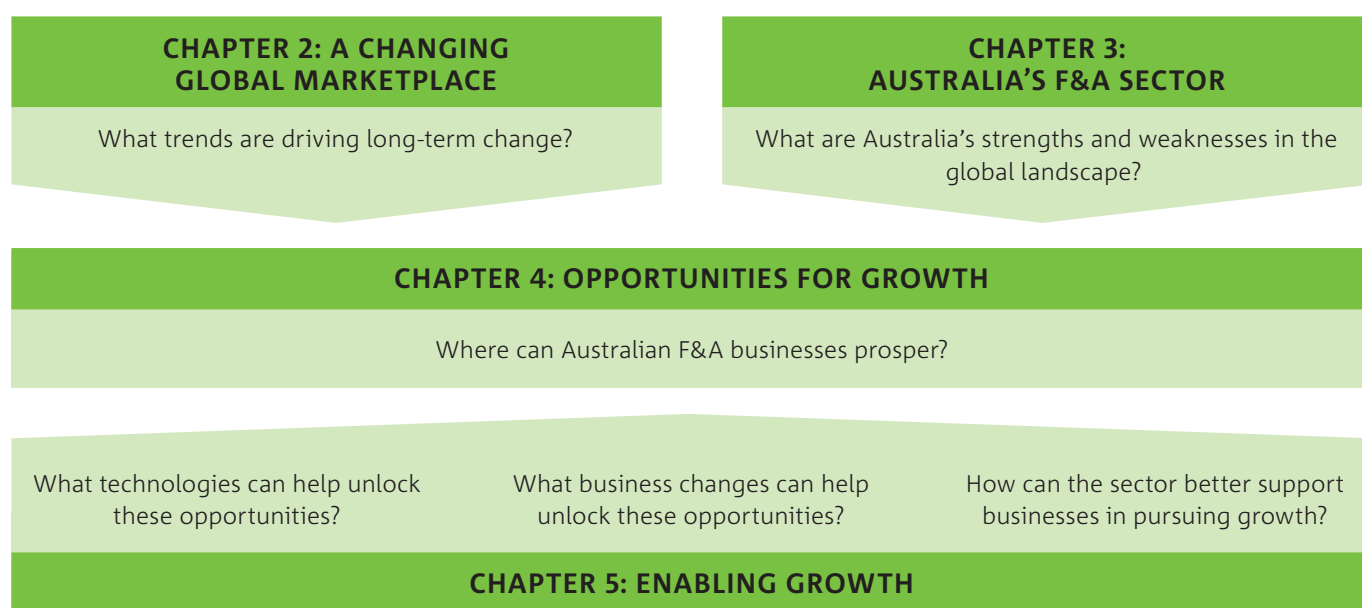 CHAPTER 2: A CHANGING
GLOBAL MARKETPLACE
What trends are driving long-term change?
CHAPTER 3:
AUSTRALIA’S F&A SECTOR
What are Australia’s strengths and weaknesses in the
global landscape?
CHAPTER 4: OPPORTUNITIES FOR GROWTH
Where can Australian F&A businesses prosper?
What technologies can help unlock
these opportunities?
What business changes can help
unlock these opportunities?
How can the sector better support
businesses in pursuing growth?
CHAPTER 5: ENABLING GROWTH